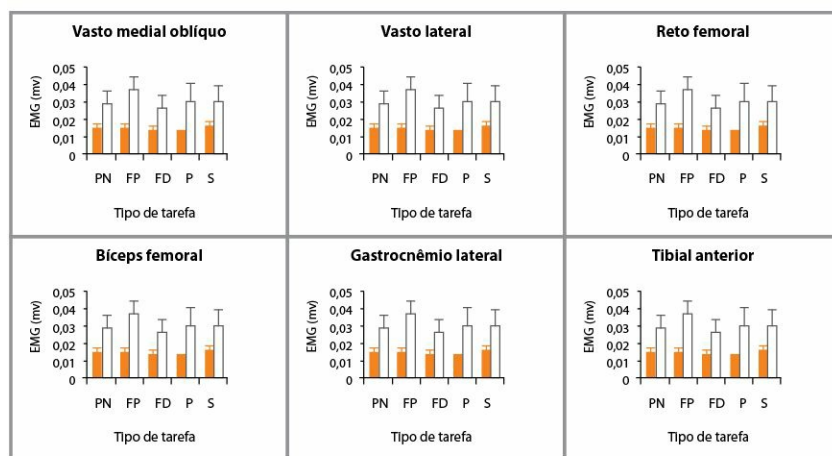 Vasto medial oblíquo
EMG (mv)
0,05
0,04
0,03
0,02
0,01
0
PN FP FD P S
Tlpo de tarefa
Vasto lateral
EMG (mv)
0,05
0,04
0,03
0,02
0,01
0
PN FP FD P S
Tlpo de tarefa
Reto femoral
EMG (mv)
0,05
0,04
0,03
0,02
0,01
0
PN FP FD P S
Tlpo de tarefa
Bíceps femoral
EMG (mv)
0,05
0,04
0,03
0,02
0,01
0
PN FP FD P S
Tlpo de tarefa
Gastrocnêmio lateral
EMG (mv)
0,05
0,04
0,03
0,02
0,01
0
PN FP FD P S
Tlpo de tarefa
Tibial anterior
EMG (mv)
0,05
0,04
0,03
0,02
0,01
0
PN FP FD P S
Tlpo de tarefa